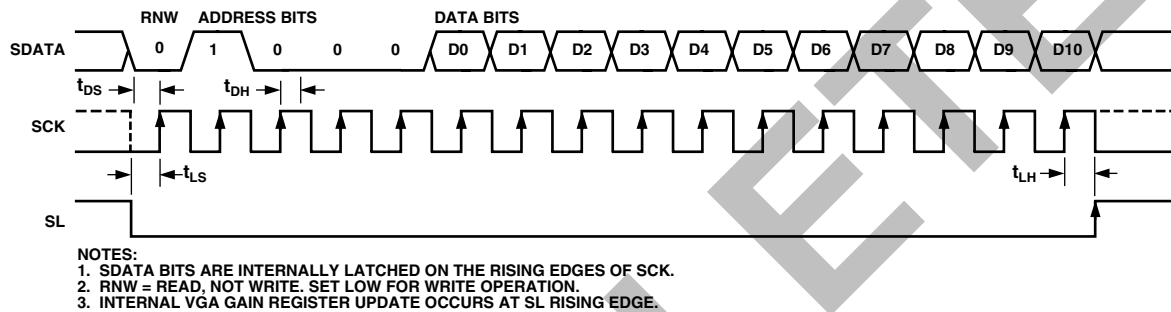 RNW ADDRESS BITS DATA BITS
SDATA 0 1 0 0 0 D0 D1 D2 D3 D4 D5 D6 D7 D8 D9 D10
tDS tDH
SCK
tLS tLH
SL
NOTES:
1. SDATA BITS ARE INTERNALLY LATCHED ON THE RISING EDGES OF SCK.
2. RNW = READ, NOT WRITE. SET LOW FOR WRITE OPERATION.
3. INTERNAL VGA GAIN REGISTER UPDATE OCCURS AT SL RISING EDGE.
ETE